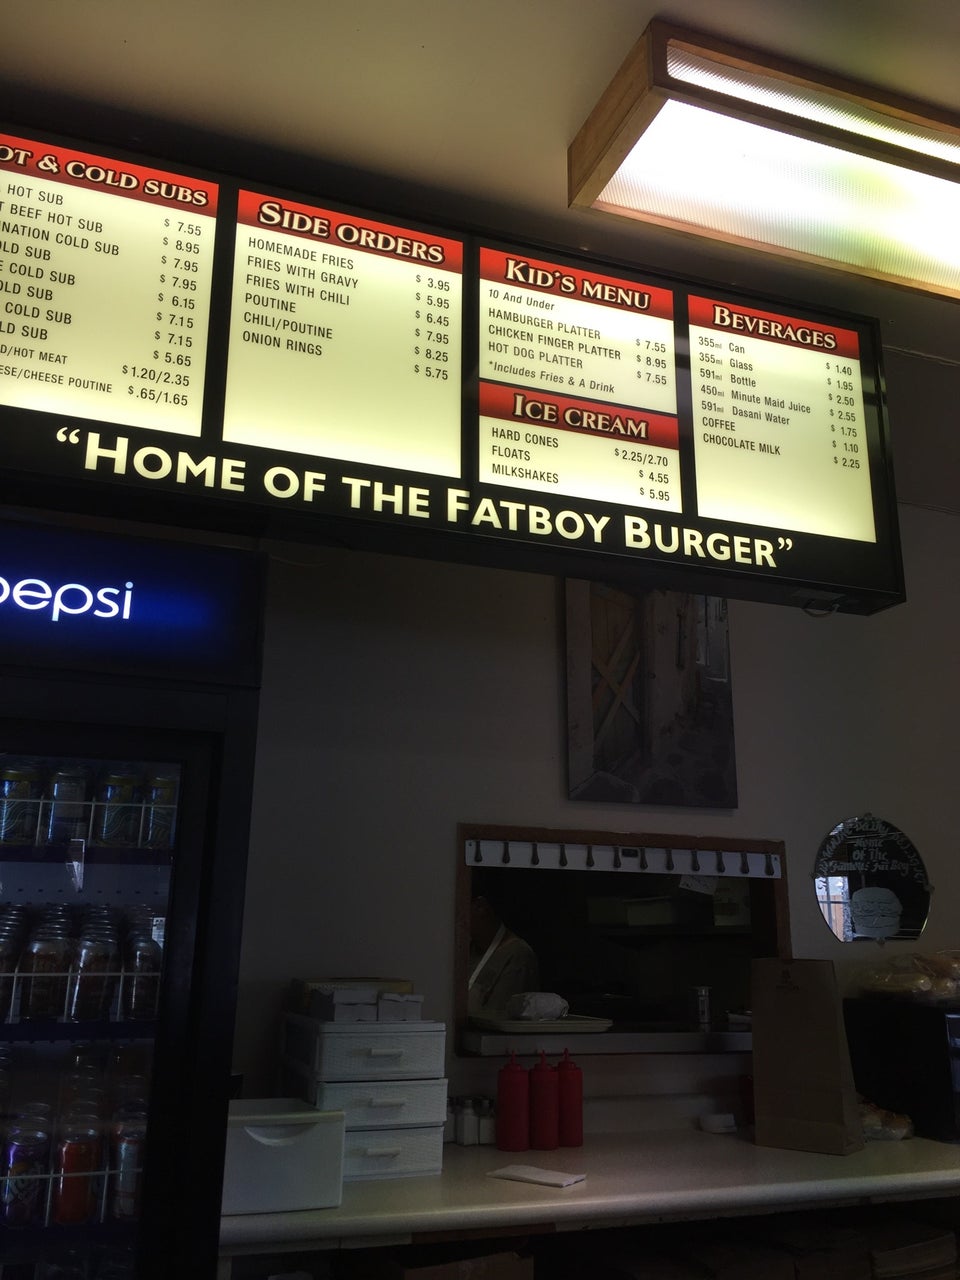 OT & COLD SUBS
HOT SUB $ 7.55
T BEEF HOT SUB $ 8.95
NATION COLD SUB $ 7.95
OLD SUB $ 7.95
E COLD SUB $ 6.15
OLD SUB $ 7.15
COLD SUB $ 7.15
LD SUB $ 5.65
D/HOT MEAT $ 1.20/2.35
ESE/CHEESE POUTINE $ .65/1.65
SIDE ORDERS
HOMEMADE FRIES $ 3.95
FRIES WITH GRAVY $ 5.95
FRIES WITH CHILI $ 6.45
POUTINE $ 7.95
CHILI/POUTINE $ 8.25
ONION RINGS $ 5.75
KID'S MENU
10 And Under
HAMBURGER PLATTER $ 7.55
CHICKEN FINGER PLATTER $ 8.95
HOT DOG PLATTER $ 7.55
*Includes Fries & A Drink
ICE CREAM
HARD CONES $ 2.25/2.70
FLOATS $ 4.55
MILKSHAKES $ 5.95
BEVERAGES
355ml Can $ 1.40
355ml Glass $ 1.95
591ml Bottle $ 2.50
450ml Minute Maid Juice $ 2.55
591ml Dasani Water $ 1.75
COFFEE $ 1.10
CHOCOLATE MILK $ 2.25
"HOME OF THE FATBOY BURGER"
pepsi
Home
Of The
Fat Boy